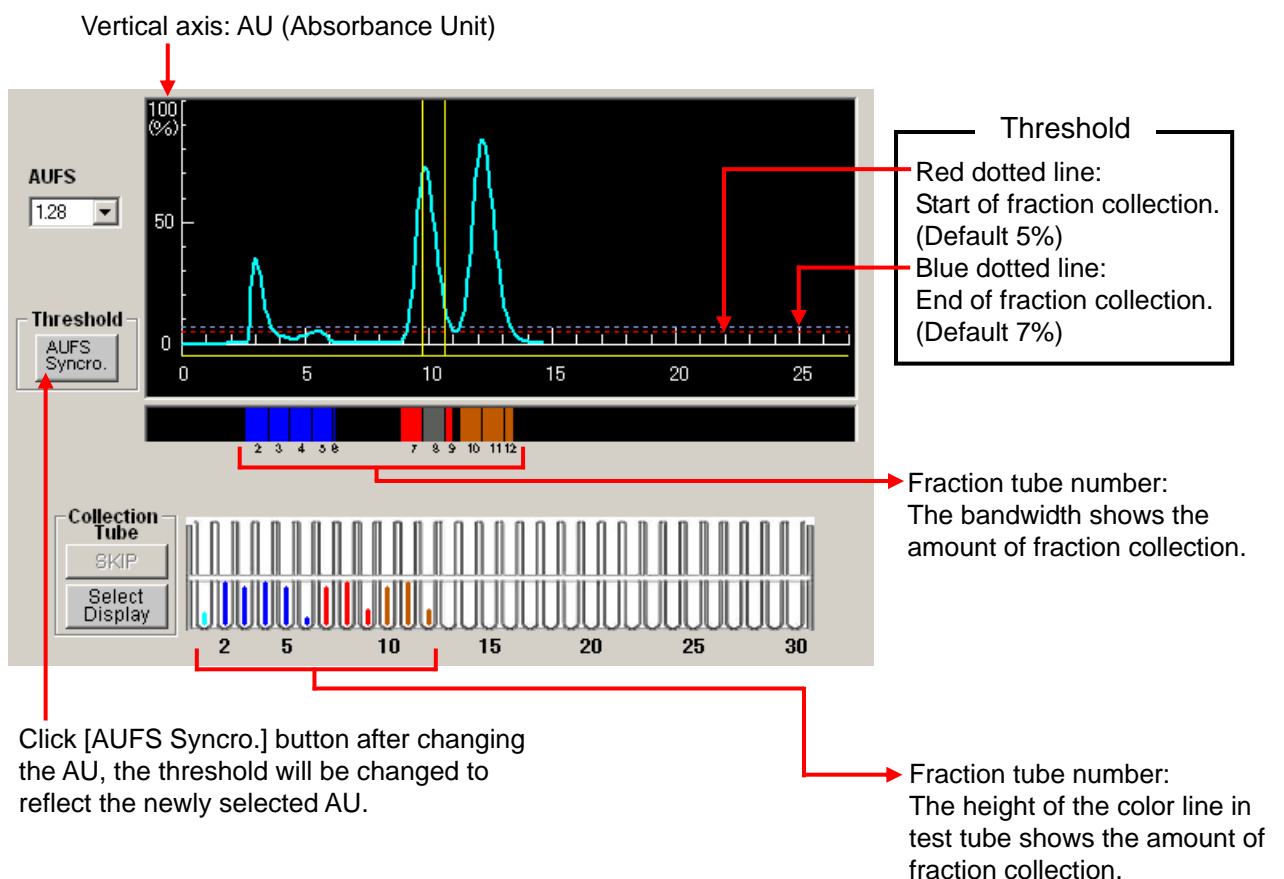 Vertical axis: AU (Absorbance Unit)
100
(%)
50
0
0 5 10 15 20 25
AUFS
1.28
Threshold
AUFS
Syncro.
Threshold
Red dotted line:
Start of fraction collection.
(Default 5%)
Blue dotted line:
End of fraction collection.
(Default 7%)
2 3 4 5 6 7 8 9 10 11 12
Fraction tube number:
The bandwidth shows the
amount of fraction collection.
Collection
Tube
SKIP
Select
Display
2 5 10 15 20 25 30
Click [AUFS Syncro.] button after changing
the AU, the threshold will be changed to
reflect the newly selected AU.
Fraction tube number:
The height of the color line in
test tube shows the amount of
fraction collection.